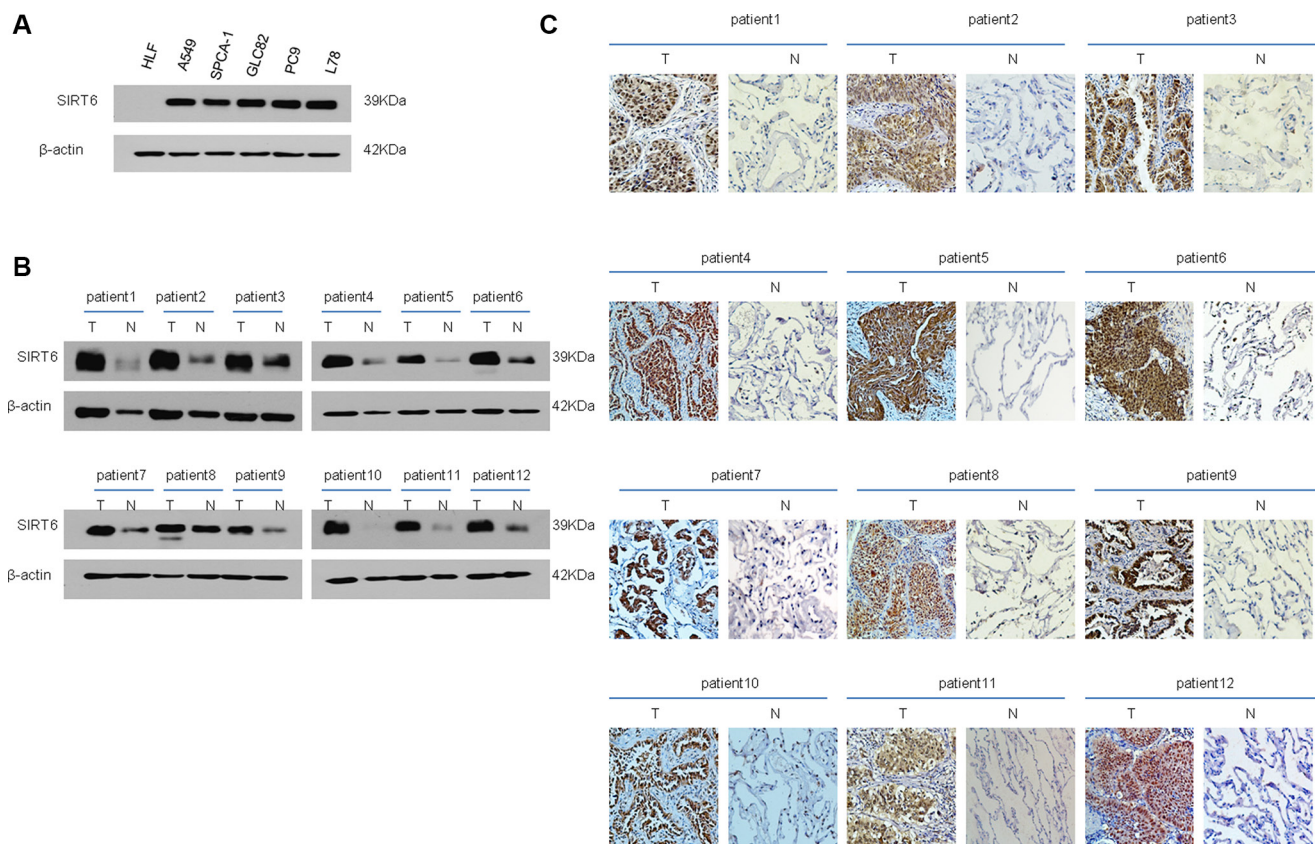 A
HLF A549 SPCA-1 GLC82 PC9 L78
SIRT6 39KDa
β-actin 42KDa
B
patient1 patient2 patient3 patient4 patient5 patient6
T N T N T N T N T N T N
SIRT6 39KDa
β-actin 42KDa
patient7 patient8 patient9 patient10 patient11 patient12
T N T N T N T N T N T N
SIRT6 39KDa
β-actin 42KDa
C
patient1 patient2 patient3
T N T N T N
patient4 patient5 patient6
T N T N T N
patient7 patient8 patient9
T N T N T N
patient10 patient11 patient12
T N T N T N